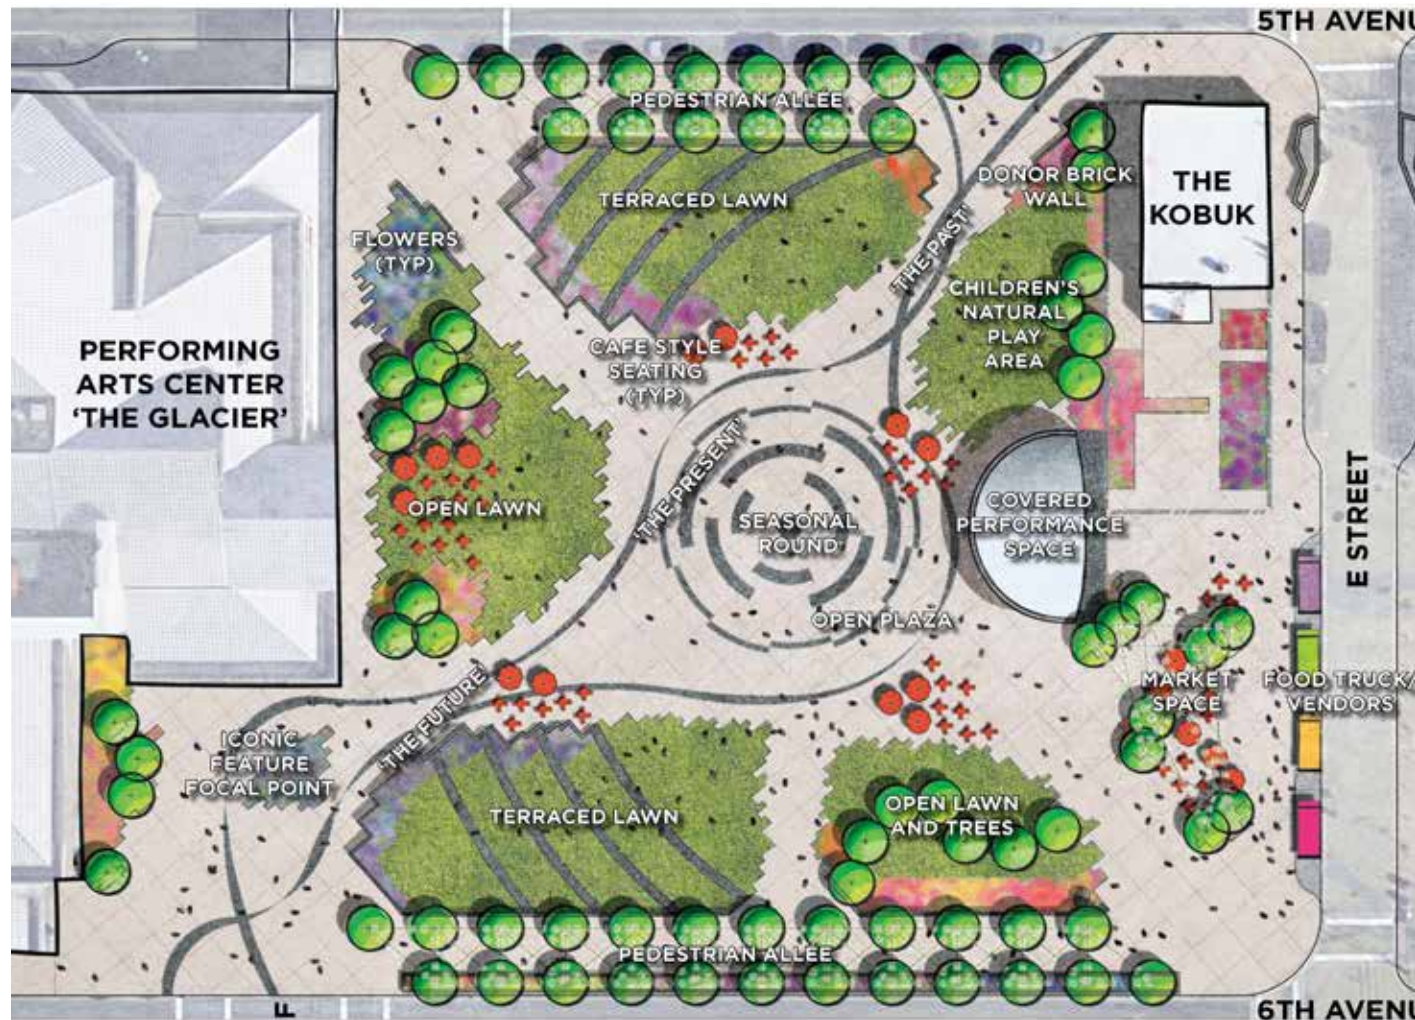 5TH AVENU
PEDESTRIAN ALLÉE
TERRACED LAWN
DONOR BRICK
WALL
THE
KOBUK
FLOWERS
(TYP)
'THE PAST'
CHILDREN'S
NATURAL
PLAY
AREA
CAFE STYLE
SEATING
(TYP)
PERFORMING
ARTS CENTER
'THE GLACIER'
'THE PRESENT'
OPEN LAWN
SEASONAL
ROUND
COVERED
PERFORMANCE
SPACE
E STREET
OPEN PLAZA
MARKET
SPACE
FOOD TRUCK/
VENDORS
'THE FUTURE'
ICONIC
FEATURE
FOCAL POINT
TERRACED LAWN
OPEN LAWN
AND TREES
PEDESTRIAN ALLEE
F
6TH AVENU